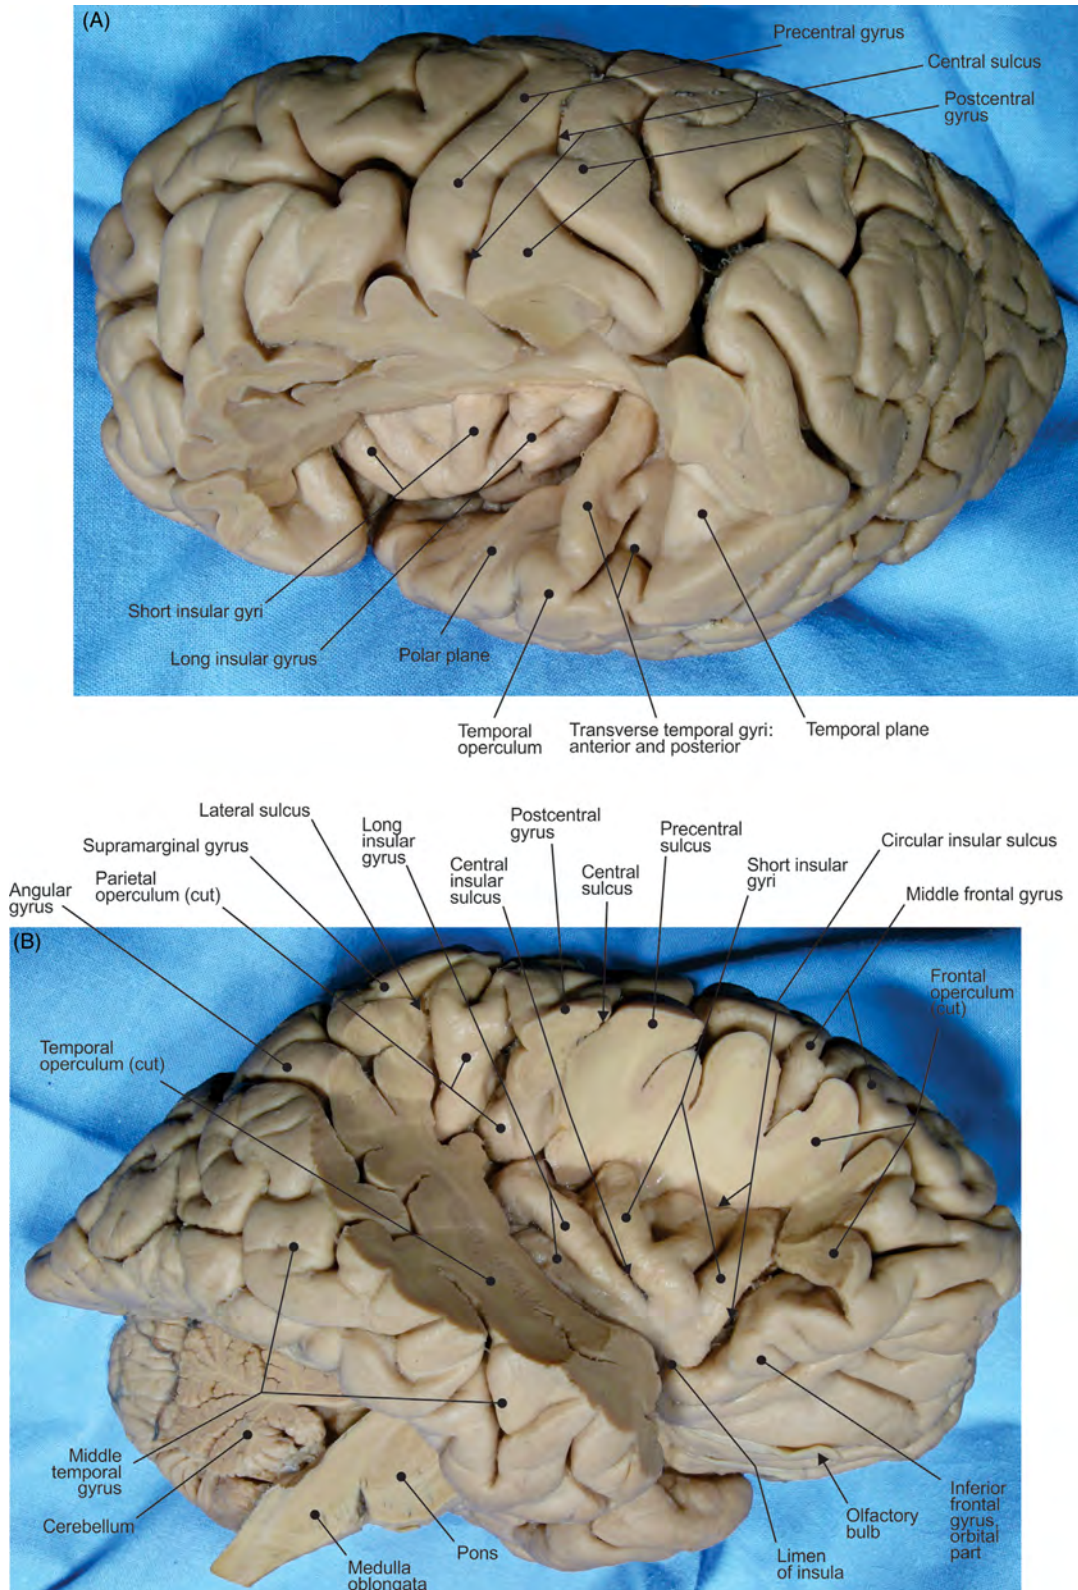 (A)
Precentral gyrus
Central sulcus
Postcentral
gyrus
Short insular gyri
Long insular gyrus
Polar plane
Temporal
operculum
Transverse temporal gyri:
anterior and posterior
Temporal plane
Lateral sulcus
Supramarginal gyrus
Parietal
operculum (cut)
Angular
gyrus
Long
insular
gyrus
Central
insular
sulcus
Postcentral
gyrus
Central
sulcus
Precentral
sulcus
Short insular
gyri
Circular insular sulcus
Middle frontal gyrus
(B)
Frontal
operculum
(cut)
Temporal
operculum (cut)
Middle
temporal
gyrus
Cerebellum
Medulla
oblongata
Pons
Limen
of insula
Olfactory
bulb
Inferior
frontal
gyrus,
orbital
part